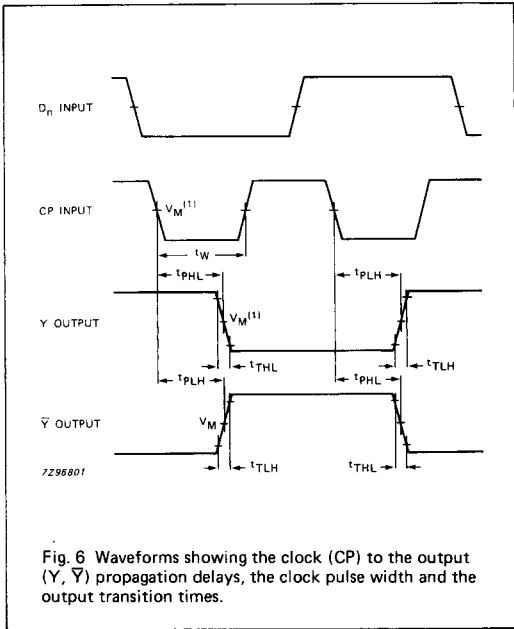 Dn INPUT
CP INPUT
VM(1)
tW
tPHL
tPLH
Y OUTPUT
VM(1)
tTHL
tTLH
tPLH
tPHL
Y̅ OUTPUT
VM
tTLH
tTHL
7Z96801
Fig. 6 Waveforms showing the clock (CP) to the output
(Y, Y̅) propagation delays, the clock pulse width and the
output transition times.